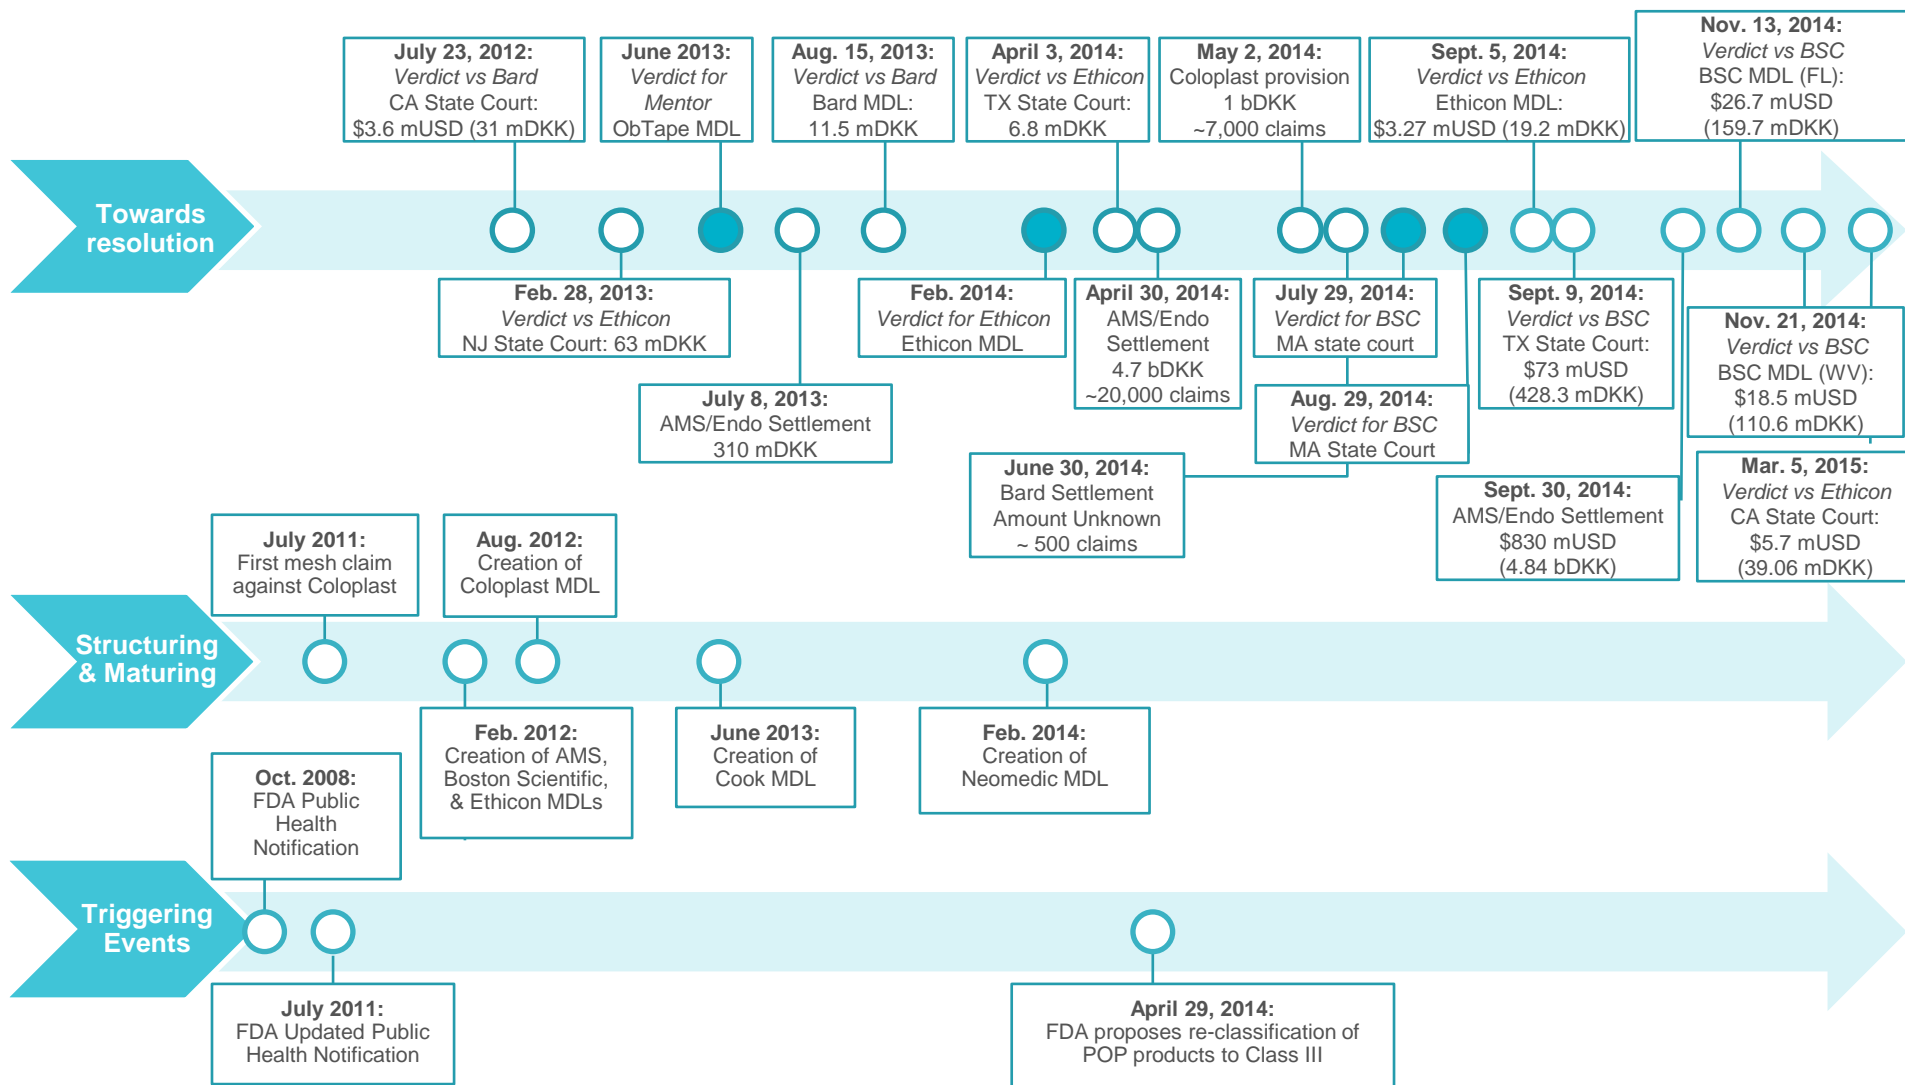 July 23, 2012:
Verdict vs Bard
CA State Court:
$3.6 mUSD (31 mDKK)
June 2013:
Verdict for
Mentor
ObTape MDL
Aug. 15, 2013:
Verdict vs Bard
Bard MDL:
11.5 mDKK
April 3, 2014:
Verdict vs Ethicon
TX State Court:
6.8 mDKK
May 2, 2014:
Coloplast provision
1 bDKK
~7,000 claims
Sept. 5, 2014:
Verdict vs Ethicon
Ethicon MDL:
$3.27 mUSD (19.2 mDKK)
Nov. 13, 2014:
Verdict vs BSC
BSC MDL (FL):
$26.7 mUSD
(159.7 mDKK)
Towards
resolution
Feb. 28, 2013:
Verdict vs Ethicon
NJ State Court: 63 mDKK
July 8, 2013:
AMS/Endo Settlement
310 mDKK
Feb. 2014:
Verdict for Ethicon
Ethicon MDL
April 30, 2014:
AMS/Endo
Settlement
4.7 bDKK
~20,000 claims
July 29, 2014:
Verdict for BSC
MA state court
Aug. 29, 2014:
Verdict for BSC
MA State Court
June 30, 2014:
Bard Settlement
Amount Unknown
~ 500 claims
Sept. 9, 2014:
Verdict vs BSC
TX State Court:
$73 mUSD
(428.3 mDKK)
Sept. 30, 2014:
AMS/Endo Settlement
$830 mUSD
(4.84 bDKK)
Nov. 21, 2014:
Verdict vs BSC
BSC MDL (WV):
$18.5 mUSD
(110.6 mDKK)
Mar. 5, 2015:
Verdict vs Ethicon
CA State Court:
$5.7 mUSD
(39.06 mDKK)
July 2011:
First mesh claim
against Coloplast
Aug. 2012:
Creation of
Coloplast MDL
Structuring
& Maturing
Feb. 2012:
Creation of AMS,
Boston Scientific,
& Ethicon MDLs
June 2013:
Creation of
Cook MDL
Feb. 2014:
Creation of
Neomedic MDL
Oct. 2008:
FDA Public
Health
Notification
Triggering
Events
July 2011:
FDA Updated Public
Health Notification
April 29, 2014:
FDA proposes re-classification of
POP products to Class III